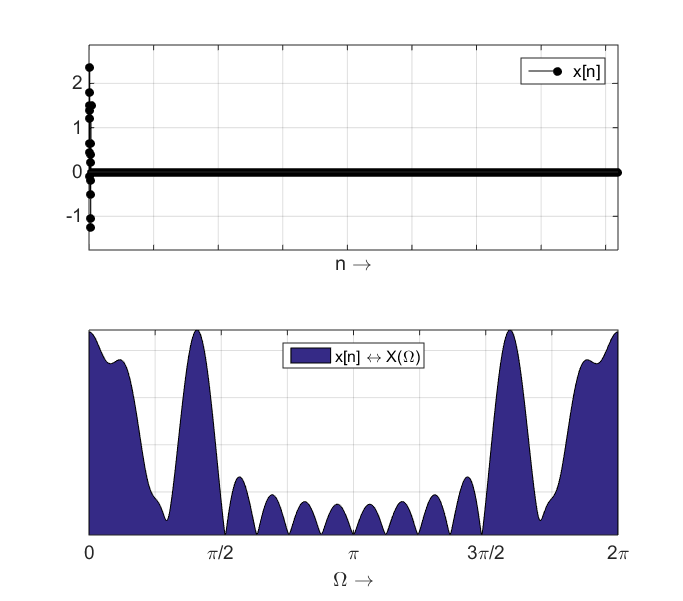 x[n]
2
1
0
-1
n →
x[n] ↔ X(Ω)
0 π/2 π 3π/2 2π
Ω →